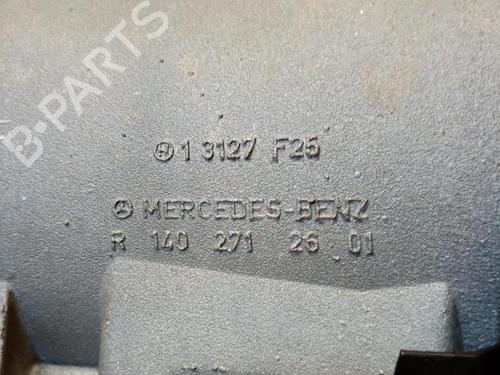 B-PARTS
1 3127 F25
MERCEDES-BENZ
R 140 271 26 01